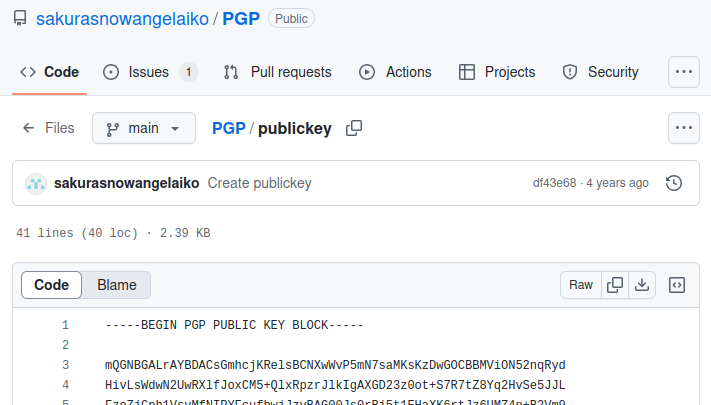 sakurasnowangelaiko / PGP Public
Code Issues 1 Pull requests Actions Projects Security ...
Files main PGP / publickey ...
sakurasnowangelaiko Create publickey df43e68 · 4 years ago
41 lines (40 loc) · 2.39 KB
Code Blame Raw
1 -----BEGIN PGP PUBLIC KEY BLOCK-----
2
3 mQGNBGALrAYBDACsGmhcjKRelsBCNXwWvP5mN7saMKsKzDwGOCBBMViON52nqRyd
4 HivLsWdwN2UwRXlfJoxCM5+QlxRpzrJlkIgAXGD23z0ot+S7R7tZ8Yq2HvSe5JJL
5